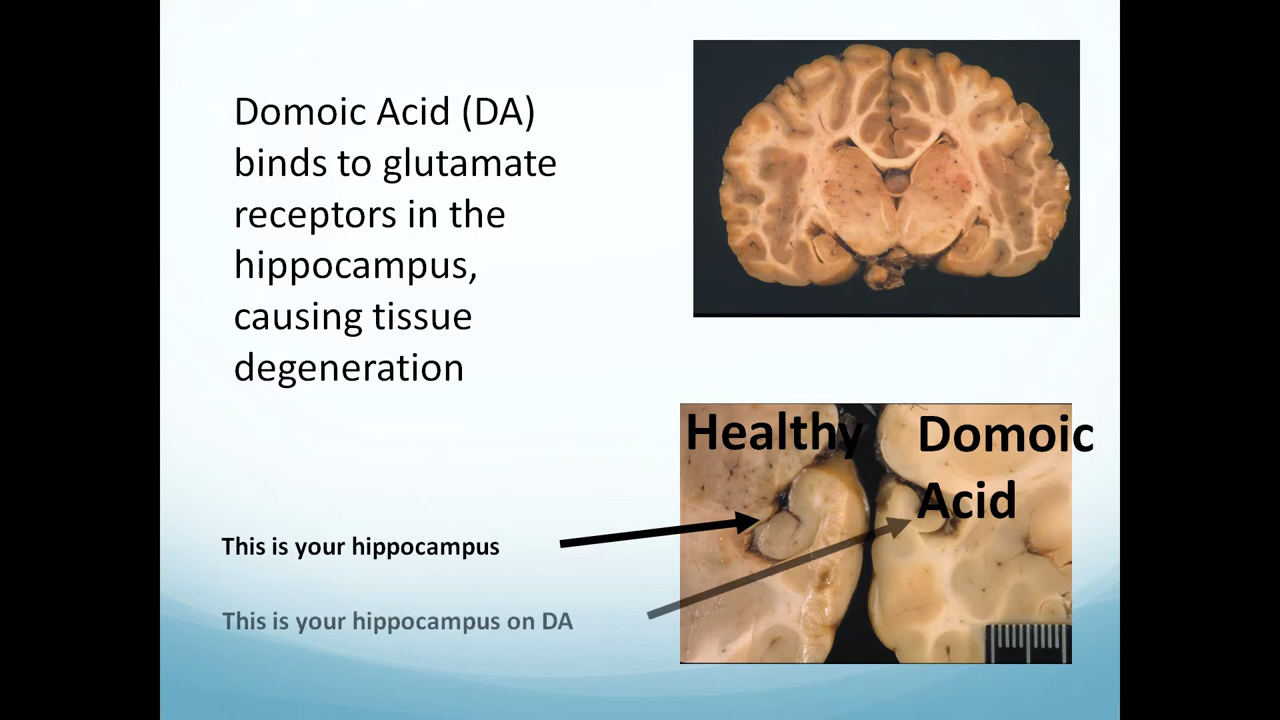 Domoic Acid (DA)
binds to glutamate
receptors in the
hippocampus,
causing tissue
degeneration
Healthy
Domoic
Acid
This is your hippocampus
This is your hippocampus on DA